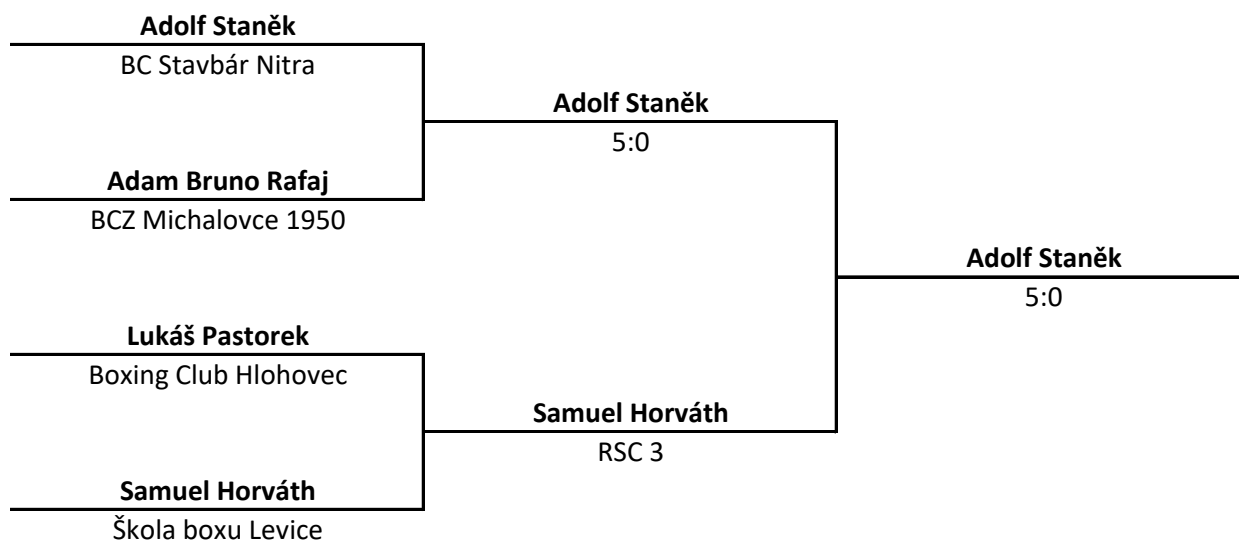 Adolf Staněk
BC Stavbár Nitra
Adolf Staněk
5:0
Adam Bruno Rafaj
BCZ Michalovce 1950
Adolf Staněk
5:0
Lukáš Pastorek
Boxing Club Hlohovec
Samuel Horváth
RSC 3
Samuel Horváth
Škola boxu Levice